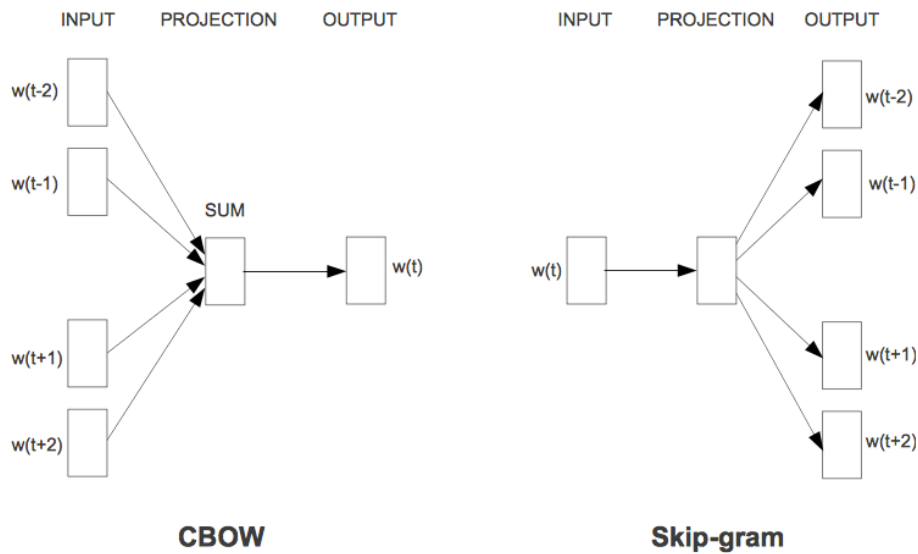 INPUT PROJECTION OUTPUT
w(t-2)
w(t-1)
SUM
w(t)
w(t+1)
w(t+2)
CBOW
INPUT PROJECTION OUTPUT
w(t-2)
w(t-1)
w(t)
w(t+1)
w(t+2)
Skip-gram